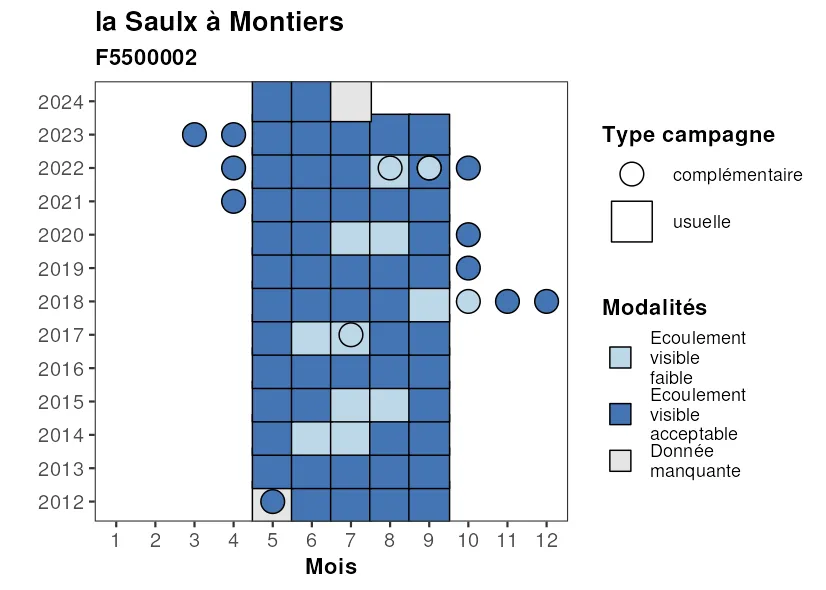 la Saulx à Montiers
F5500002
2024
2023
2022
2021
2020
2019
2018
2017
2016
2015
2014
2013
2012
1 2 3 4 5 6 7 8 9 10 11 12
Mois
Type campagne
complémentaire
usuelle
Modalités
Ecoulement
visible
faible
Ecoulement
visible
acceptable
Donnée
manquante